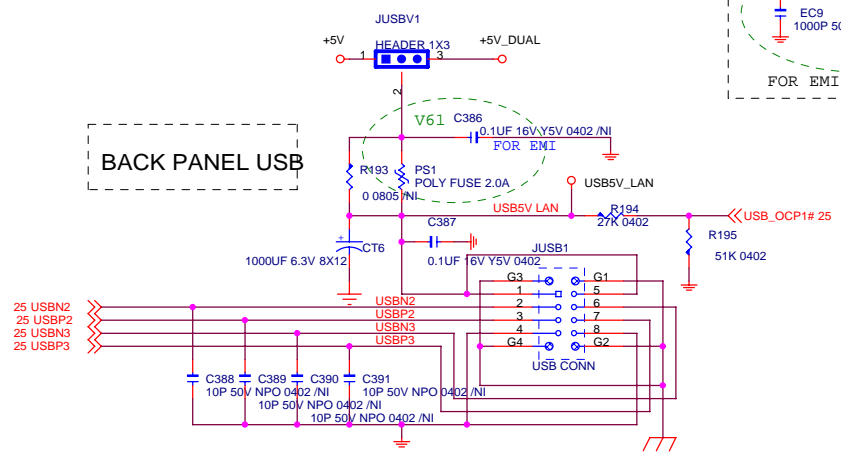 JUSBV1
EC9
1000P 50
FOR EMI
+5V
HEADER 1X3
+5V_DUAL
1
3
2
V61
C386
0.1UF 16V Y5V 0402 /NI
FOR EMI
BACK PANEL USB
R193
0 0805 /NI
PS1
POLY FUSE 2.0A
USB5V_LAN
USB5V LAN
R194
27K 0402
USB_OCP1# 25
R195
51K 0402
CT6
1000UF 6.3V 8X12
C387
0.1UF 16V Y5V 0402
JUSB1
G3
G1
1
5
2
6
3
7
4
8
G4
G2
USB CONN
25 USBN2
USBN2
25 USBP2
USBP2
25 USBN3
USBN3
25 USBP3
USBP3
C388
C389
C390
C391
10P 50V NPO 0402 /NI
10P 50V NPO 0402 /NI
10P 50V NPO 0402 /NI
10P 50V NPO 0402 /NI